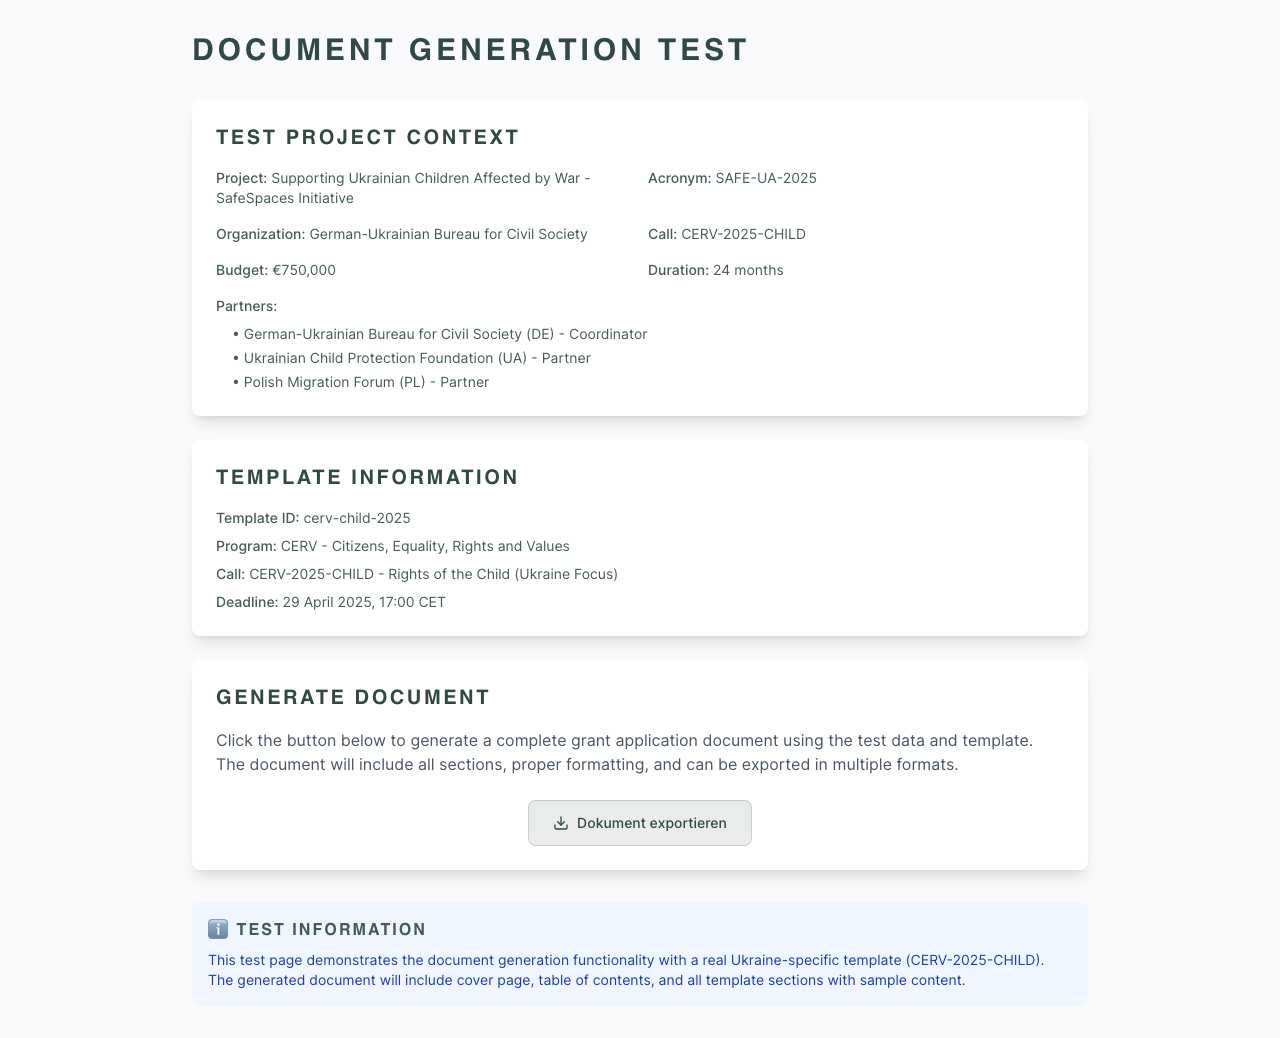 DOCUMENT GENERATION TEST
TEST PROJECT CONTEXT
Project: Supporting Ukrainian Children Affected by War -
SafeSpaces Initiative
Acronym: SAFE-UA-2025
Organization: German-Ukrainian Bureau for Civil Society
Call: CERV-2025-CHILD
Budget: €750,000
Duration: 24 months
Partners:
• German-Ukrainian Bureau for Civil Society (DE) - Coordinator
• Ukrainian Child Protection Foundation (UA) - Partner
• Polish Migration Forum (PL) - Partner
TEMPLATE INFORMATION
Template ID: cerv-child-2025
Program: CERV - Citizens, Equality, Rights and Values
Call: CERV-2025-CHILD - Rights of the Child (Ukraine Focus)
Deadline: 29 April 2025, 17:00 CET
GENERATE DOCUMENT
Click the button below to generate a complete grant application document using the test data and template.
The document will include all sections, proper formatting, and can be exported in multiple formats.
Dokument exportieren
ℹ️ TEST INFORMATION
This test page demonstrates the document generation functionality with a real Ukraine-specific template (CERV-2025-CHILD).
The generated document will include cover page, table of contents, and all template sections with sample content.